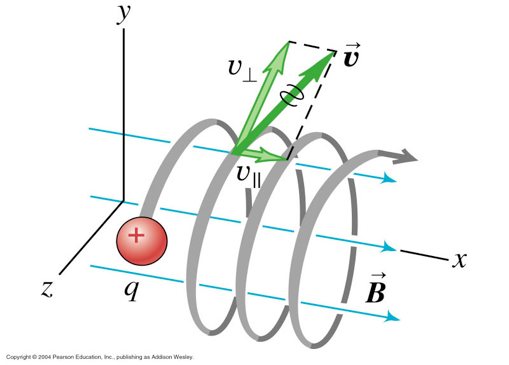 y
v⊥
v⃗
v∥
+
x
z
q
B⃗
Copyright © 2004 Pearson Education, Inc., publishing as Addison Wesley.